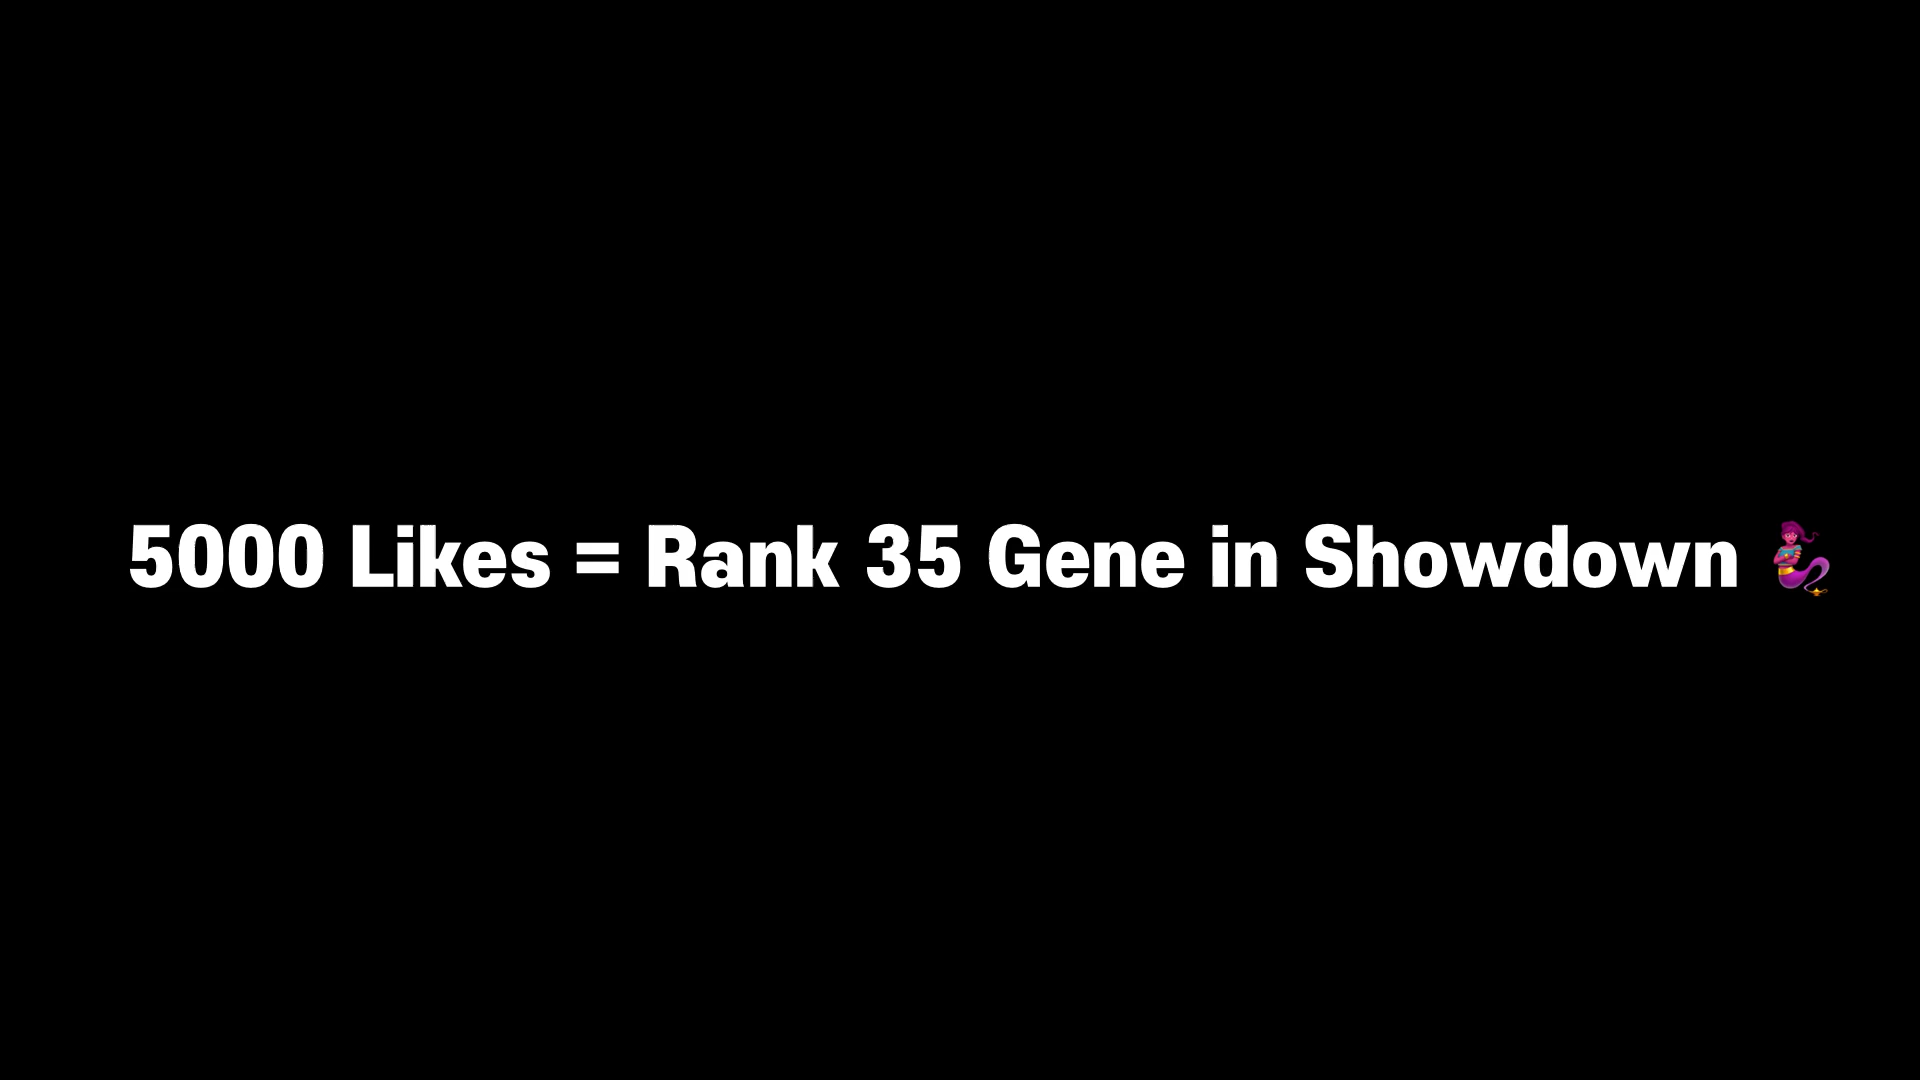 5000 Likes = Rank 35 Gene in Showdown 🧞‍♀️